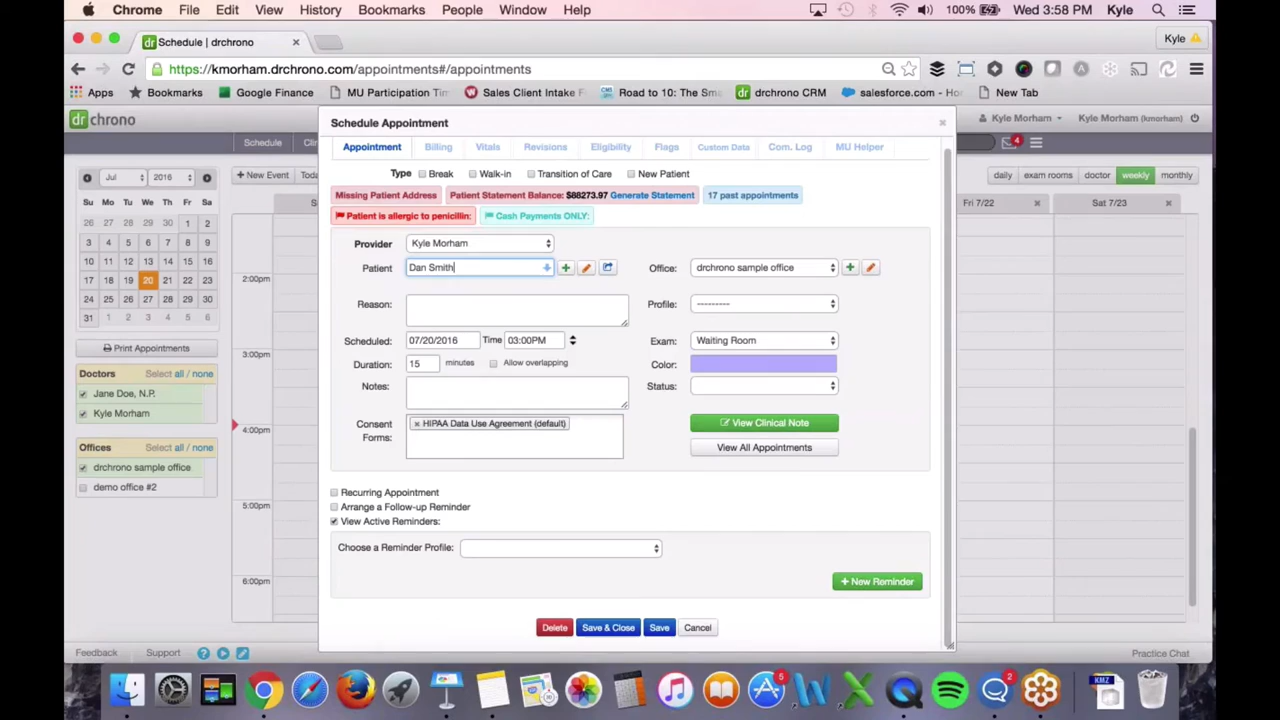 Chrome File Edit View History Bookmarks People Window Help 100% Wed 3:58 PM Kyle
Schedule | drchrono Kyle
https://kmorham.drchrono.com/appointments#/appointments
Apps Bookmarks Google Finance MU Participation Tim Sales Client Intake F Road to 10: The Sma drchrono CRM salesforce.com - Ho New Tab
drchrono Schedule Appointment Kyle Morham Kyle Morham (kmorham)
Schedule Clin 4
Appointment Billing Vitals Revisions Eligibility Flags Custom Data Com. Log MU Helper
Type Break Walk-in Transition of Care New Patient
Jul 2016 New Event Toda daily exam rooms doctor weekly monthly
Missing Patient Address Patient Statement Balance: $88273.97 Generate Statement 17 past appointments
Patient is allergic to penicillin: Cash Payments ONLY:
Su Mo Tu We Th Fr Sa
26 27 28 29 30 1 2
3 4 5 6 7 8 9
10 11 12 13 14 15 16
17 18 19 20 21 22 23
24 25 26 27 28 29 30
31 1 2 3 4 5 6
S Fri 7/22 Sat 7/23
Provider Kyle Morham
Patient Dan Smith Office: drchrono sample office
Reason: Profile: ---------
Scheduled: 07/20/2016 Time 03:00PM Exam: Waiting Room
Duration: 15 minutes Allow overlapping Color:
Notes: Status:
Consent Forms: HIPAA Data Use Agreement (default)
View Clinical Note
View All Appointments
Print Appointments
Doctors Select all / none
Jane Doe, N.P.
Kyle Morham
Offices Select all / none
drchrono sample office
demo office #2
2:00pm
3:00pm
4:00pm
5:00pm
6:00pm
Recurring Appointment
Arrange a Follow-up Reminder
View Active Reminders:
Choose a Reminder Profile:
New Reminder
Delete Save & Close Save Cancel
Feedback Support Practice Chat
5 2
KMZ